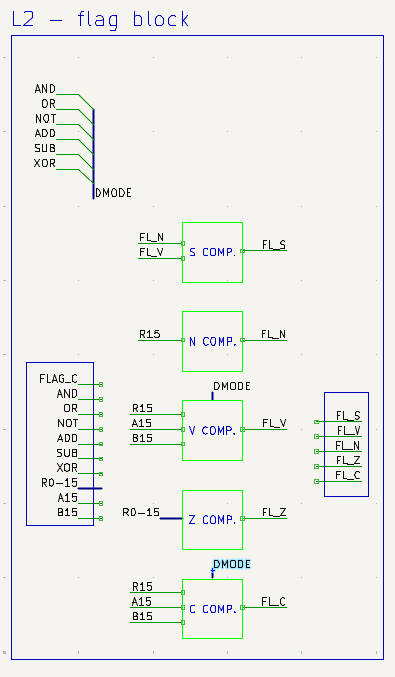 L2 - flag block
AND
OR
NOT
ADD
SUB
XOR
DMODE
FL_N
FL_V
S COMP.
FL_S
R15
N COMP.
FL_N
DMODE
R15
A15
B15
V COMP.
FL_V
R0-15
Z COMP.
FL_Z
DMODE
R15
A15
B15
C COMP.
FL_C
FLAG_C
AND
OR
NOT
ADD
SUB
XOR
R0-15
A15
B15
FL_S
FL_V
FL_N
FL_Z
FL_C